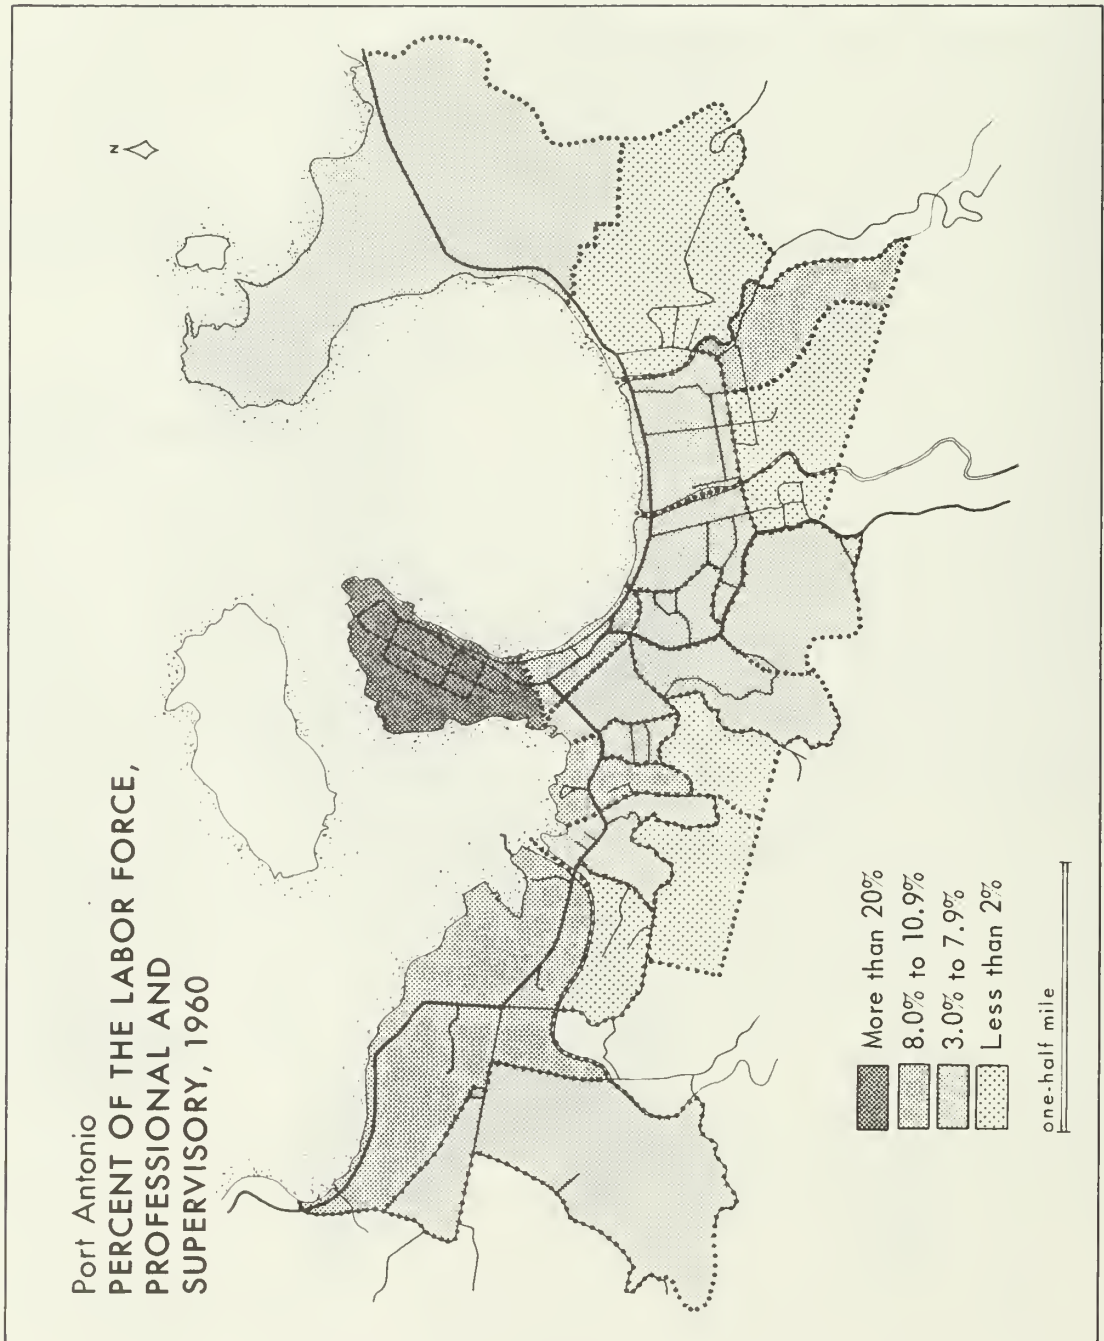 Port Antonio
PERCENT OF THE LABOR FORCE,
PROFESSIONAL AND
SUPERVISORY, 1960
N
More than 20%
8.0% to 10.9%
3.0% to 7.9%
Less than 2%
one-half mile